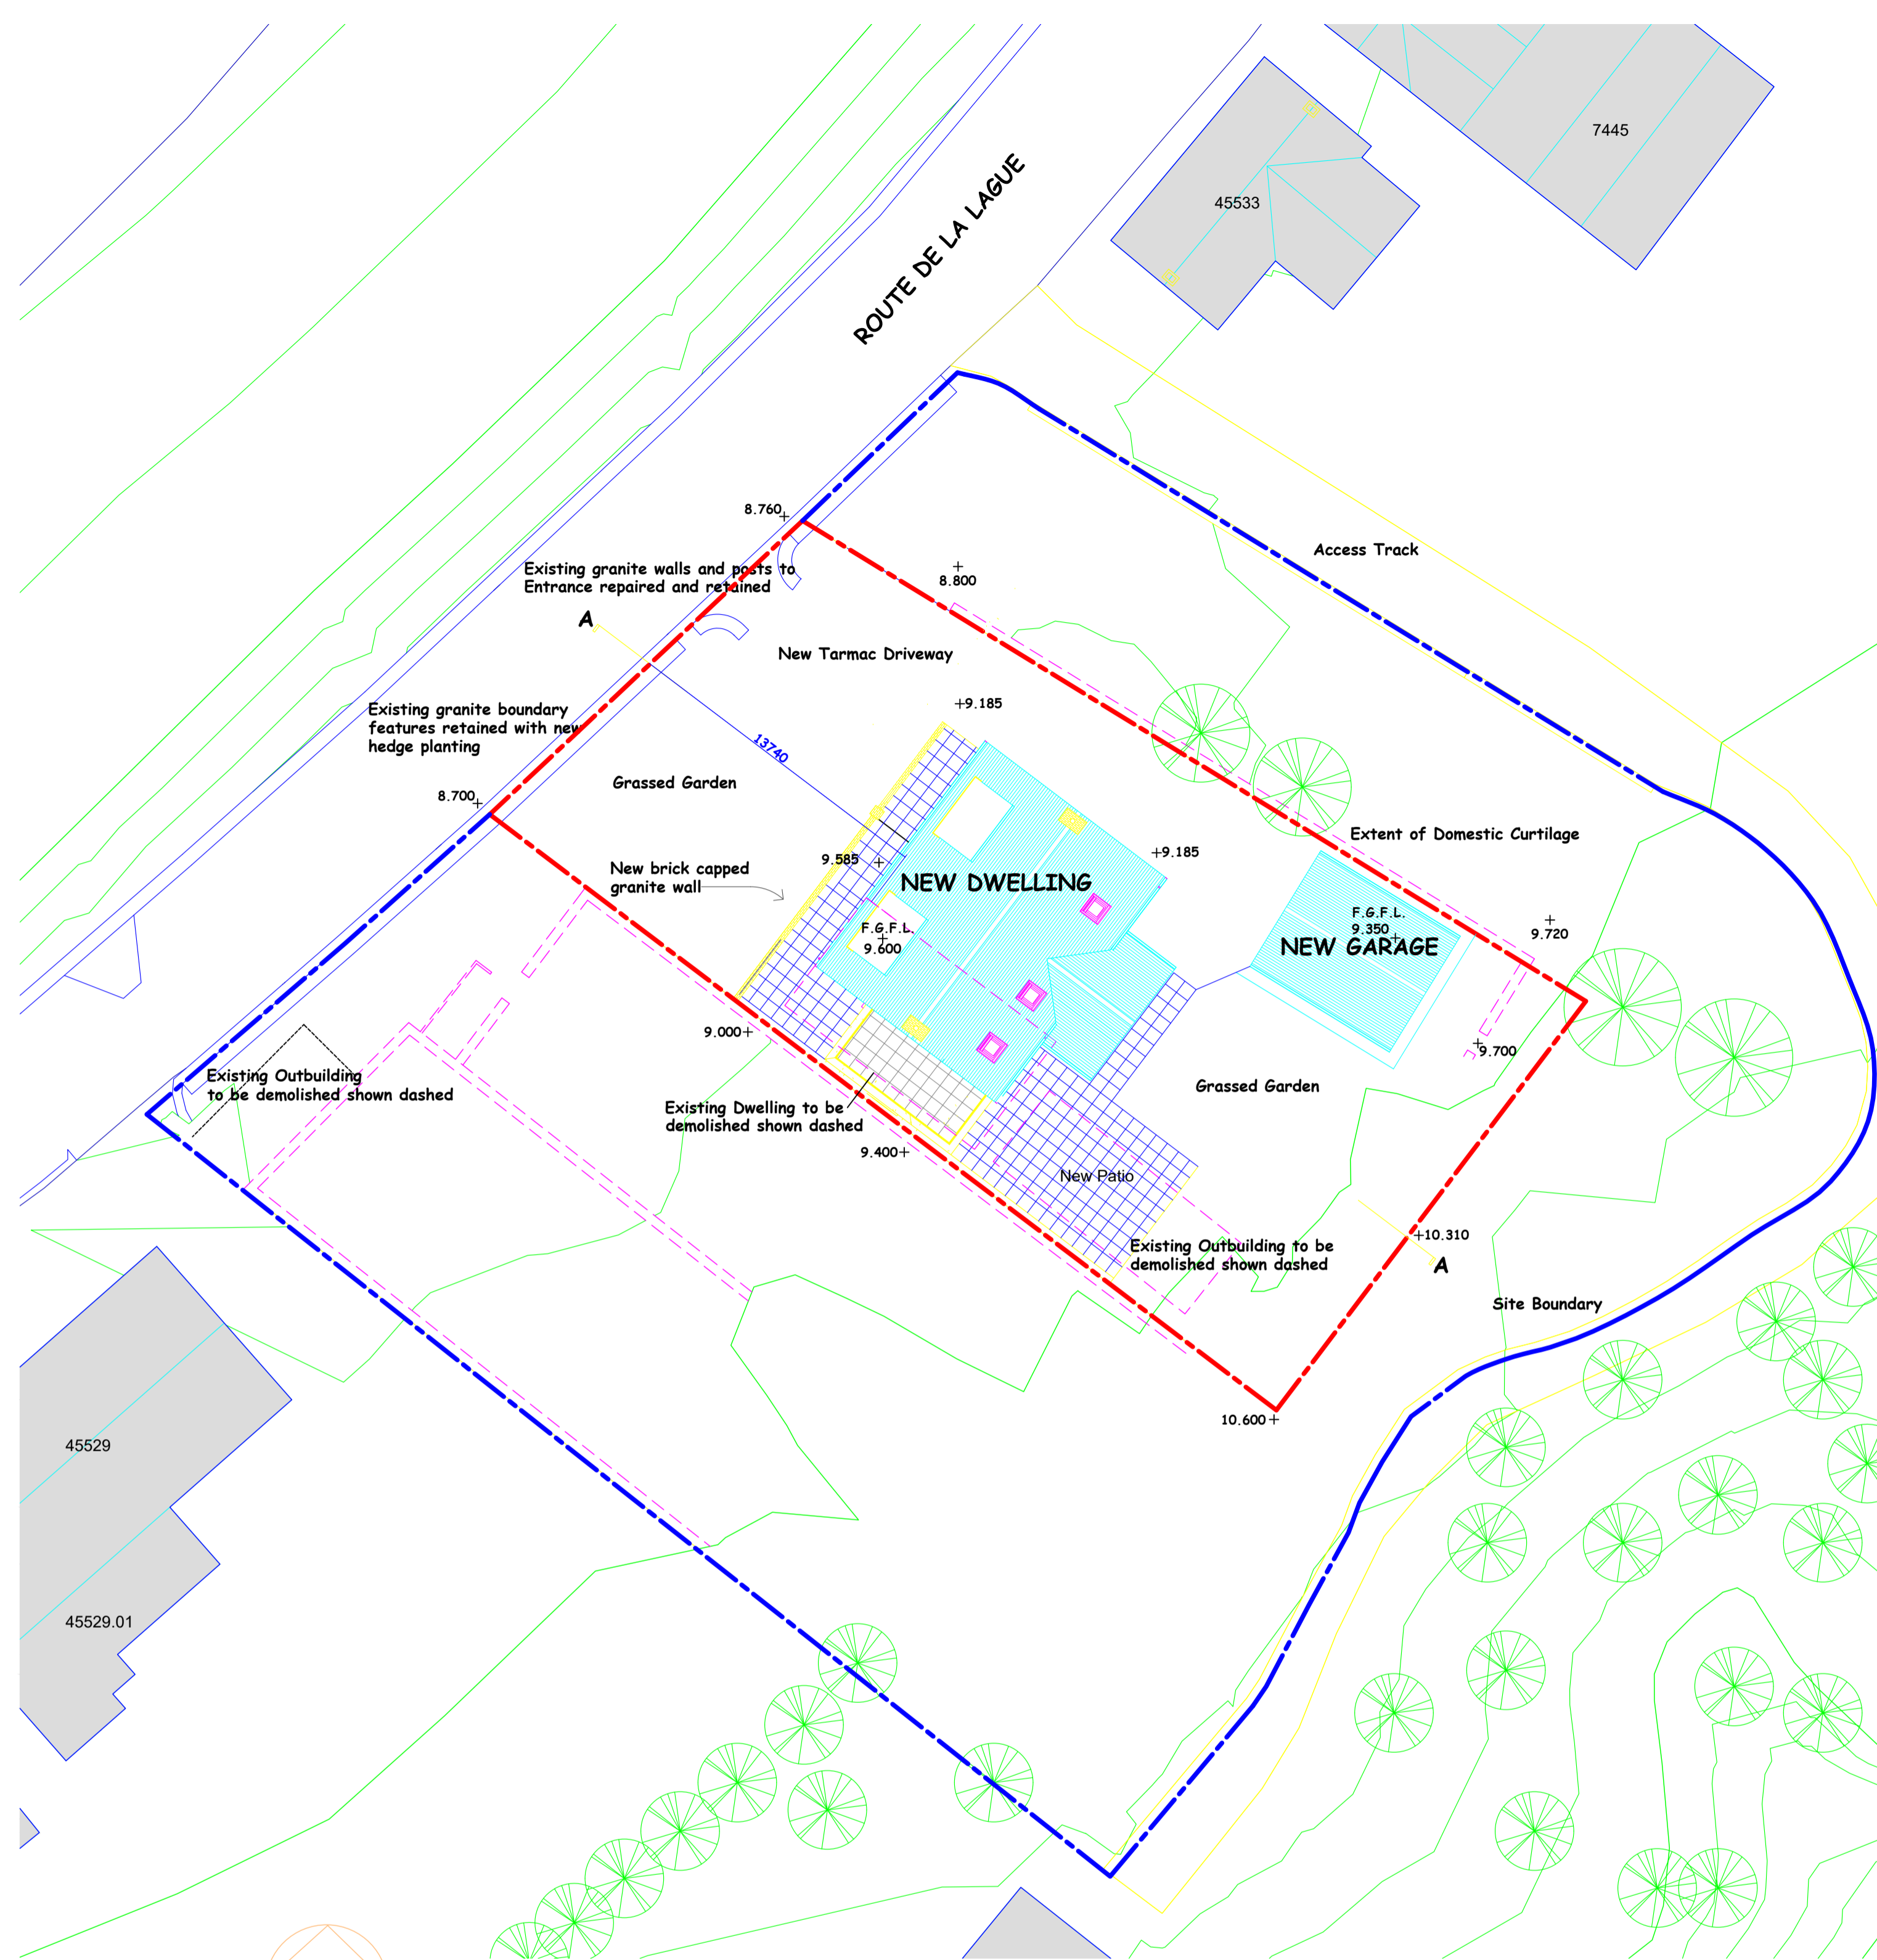 7445
45533
ROUTE DE LA LAGUE
8.760
Access Track
Existing granite walls and posts to
Entrance repaired and retained
8.800
A
New Tarmac Driveway
Existing granite boundary
features retained with new
hedge planting
9.185
13740
Grassed Garden
8.700
Extent of Domestic Curtilage
9.585
9.185
New brick capped
granite wall
NEW DWELLING
F.G.F.L.
9.600
F.G.F.L.
9.350
NEW GARAGE
9.720
9.000
9.700
Existing Outbuilding
to be demolished shown dashed
Grassed Garden
Existing Dwelling to be
demolished shown dashed
9.400
New Patio
10.310
Existing Outbuilding to be
demolished shown dashed
A
Site Boundary
10.600
45529
45529.01